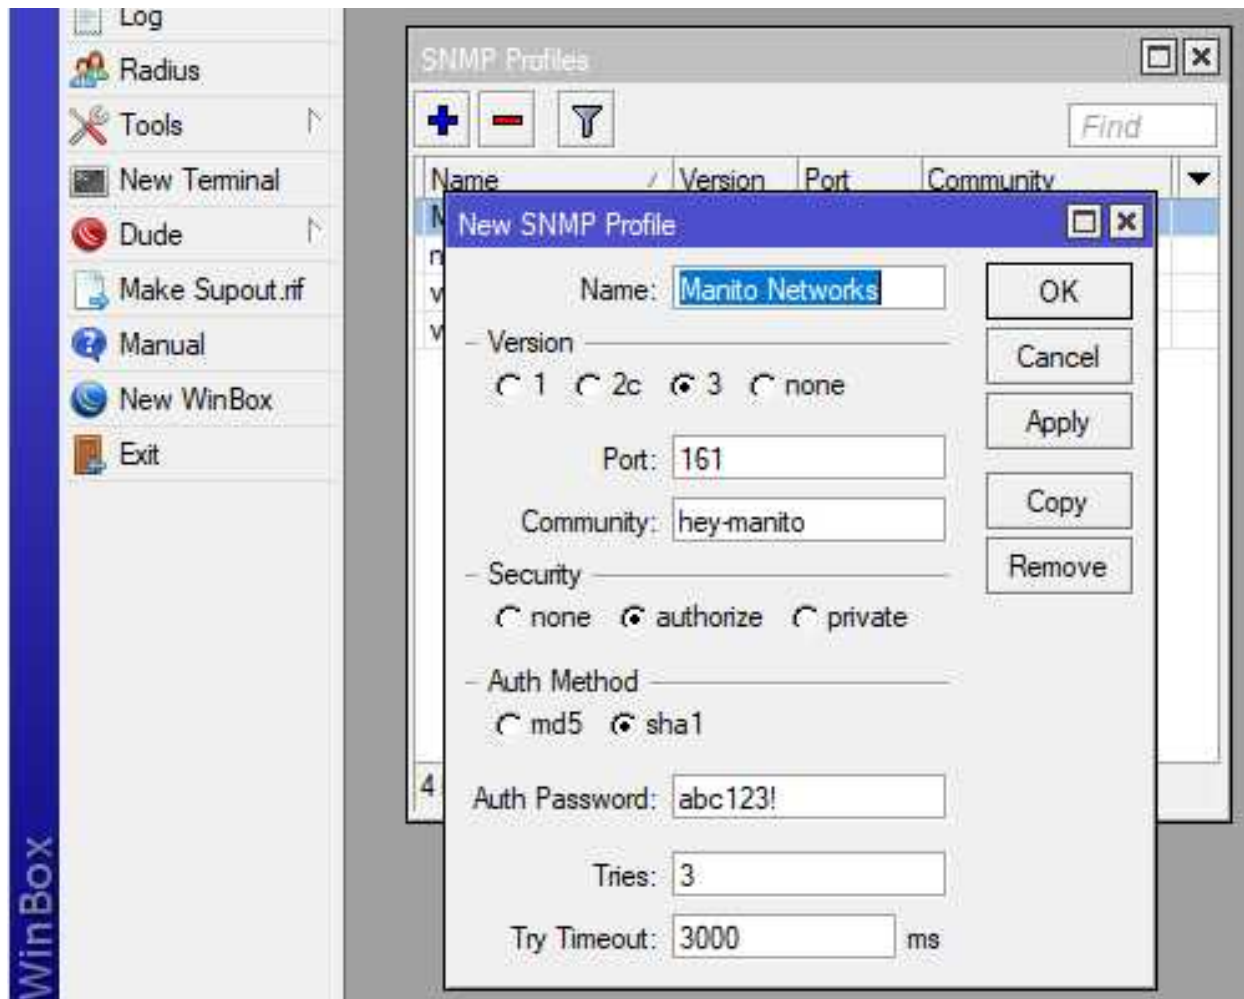 Log
Radius
Tools
New Terminal
Dude
Make Supout.rif
Manual
New WinBox
Exit
WinBox
SNMP Profiles
Find
Name Version Port Community
New SNMP Profile
Name: Manito Networks
Version
1 2c 3 none
Port: 161
Community: hey-manito
Security
none authorize private
Auth Method
md5 sha1
Auth Password: abc123!
Tries: 3
Try Timeout: 3000 ms
OK
Cancel
Apply
Copy
Remove
4